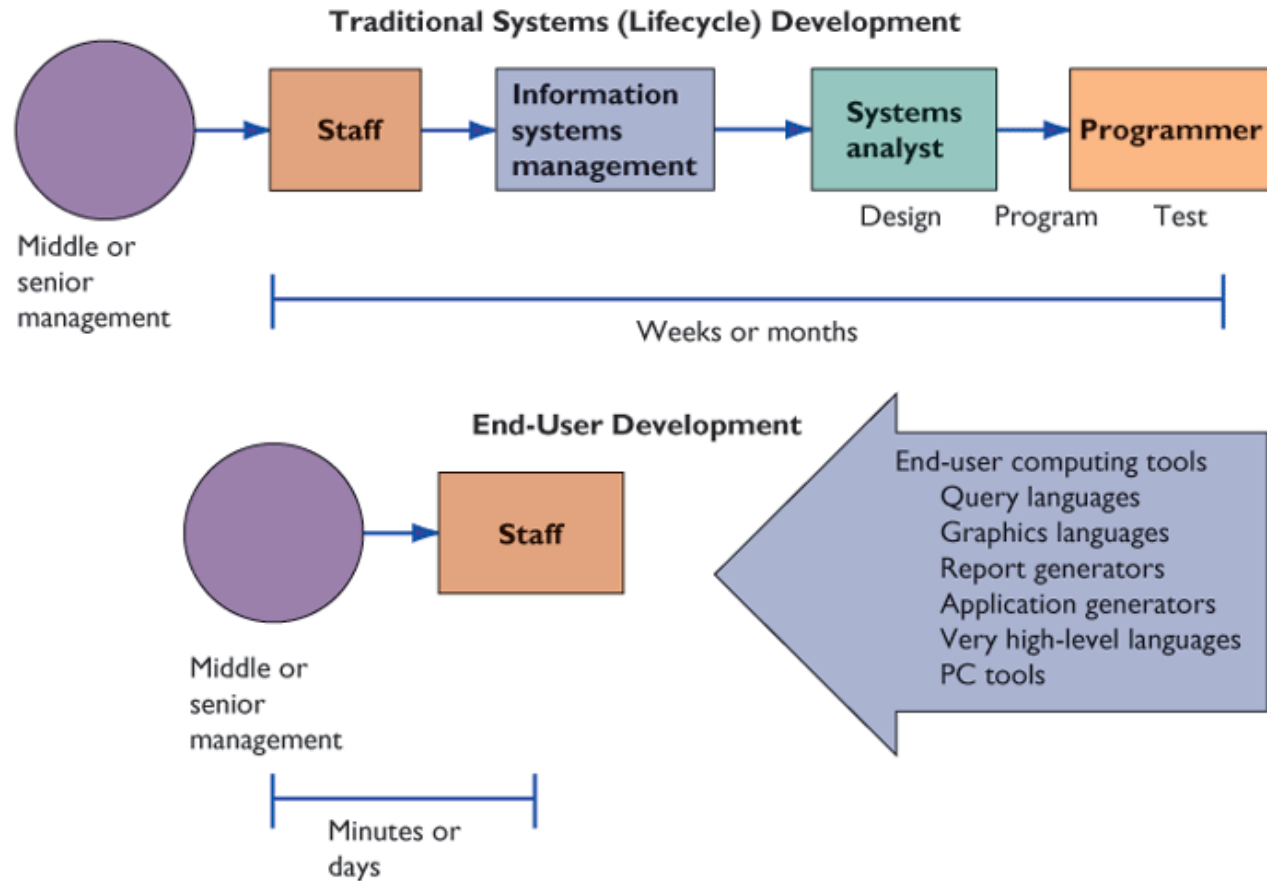 Traditional Systems (Lifecycle) Development
Staff
Information
systems
management
Systems
analyst
Programmer
Design Program Test
Middle or
senior
management
Weeks or months
End-User Development
Staff
Middle or
senior
management
Minutes or
days
End-user computing tools
Query languages
Graphics languages
Report generators
Application generators
Very high-level languages
PC tools